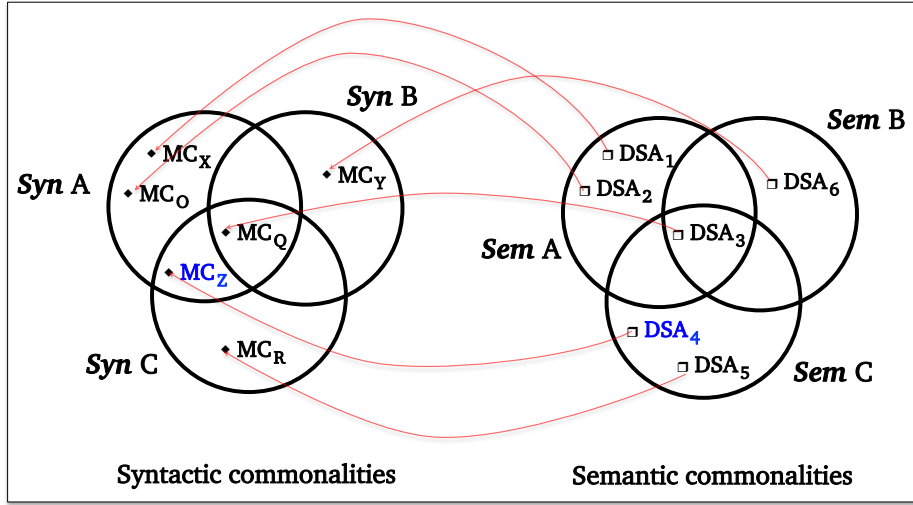 Syn B
Sem B
MC_X
DSA_1
Syn A
MC_Y
DSA_6
MC_O
DSA_2
MC_Q
DSA_3
Sem A
MC_Z
DSA_4
MC_R
Syn C
DSA_5
Sem C
Syntactic commonalities
Semantic commonalities